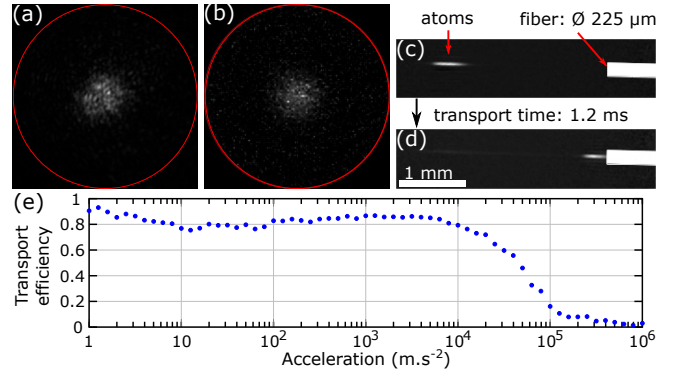 (a)
(b)
atoms
fiber: Ø 225 µm
(c)
transport time: 1.2 ms
(d)
1 mm
(e)
Transport
efficiency
1
0.8
0.6
0.4
0.2
0
1 10 10² 10³ 10⁴ 10⁵ 10⁶
Acceleration (m.s⁻²)